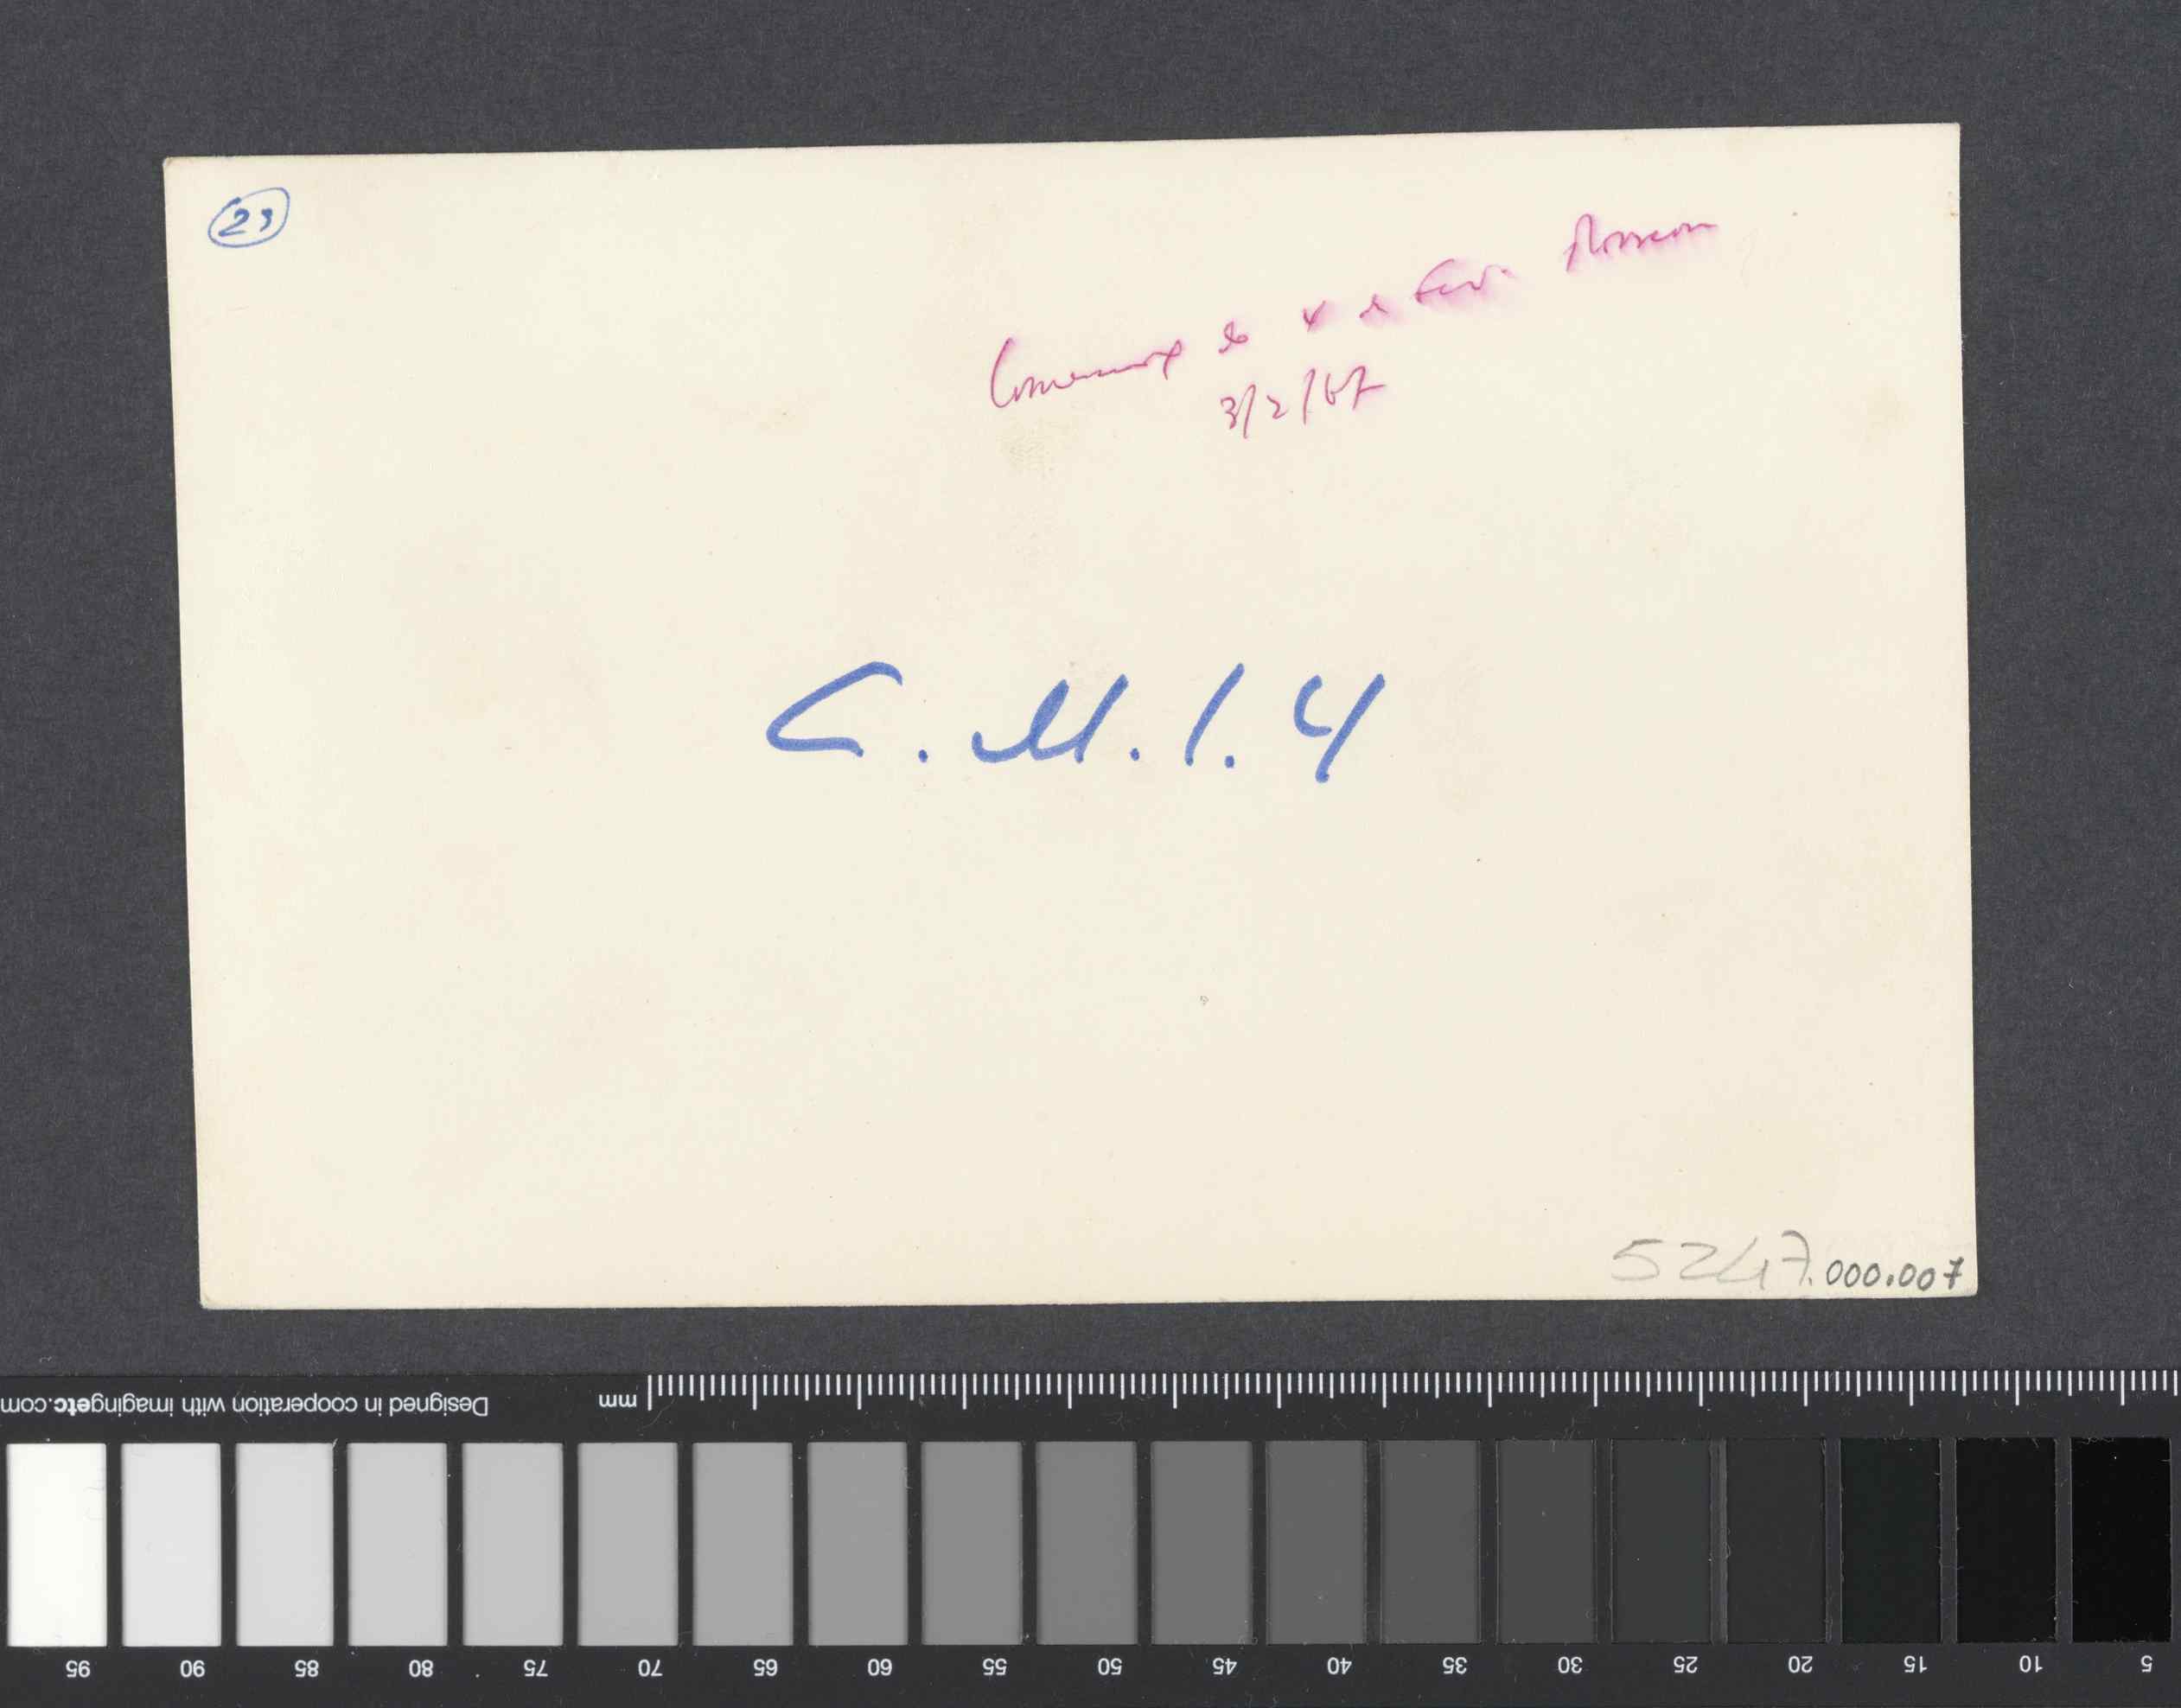 23
3/2/67
C.M.1.4
5247.000.007
Designed in cooperation with imagingetc.com
mm
95 90 85 80 75 70 65 60 55 50 45 40 35 30 25 20 15 10 5